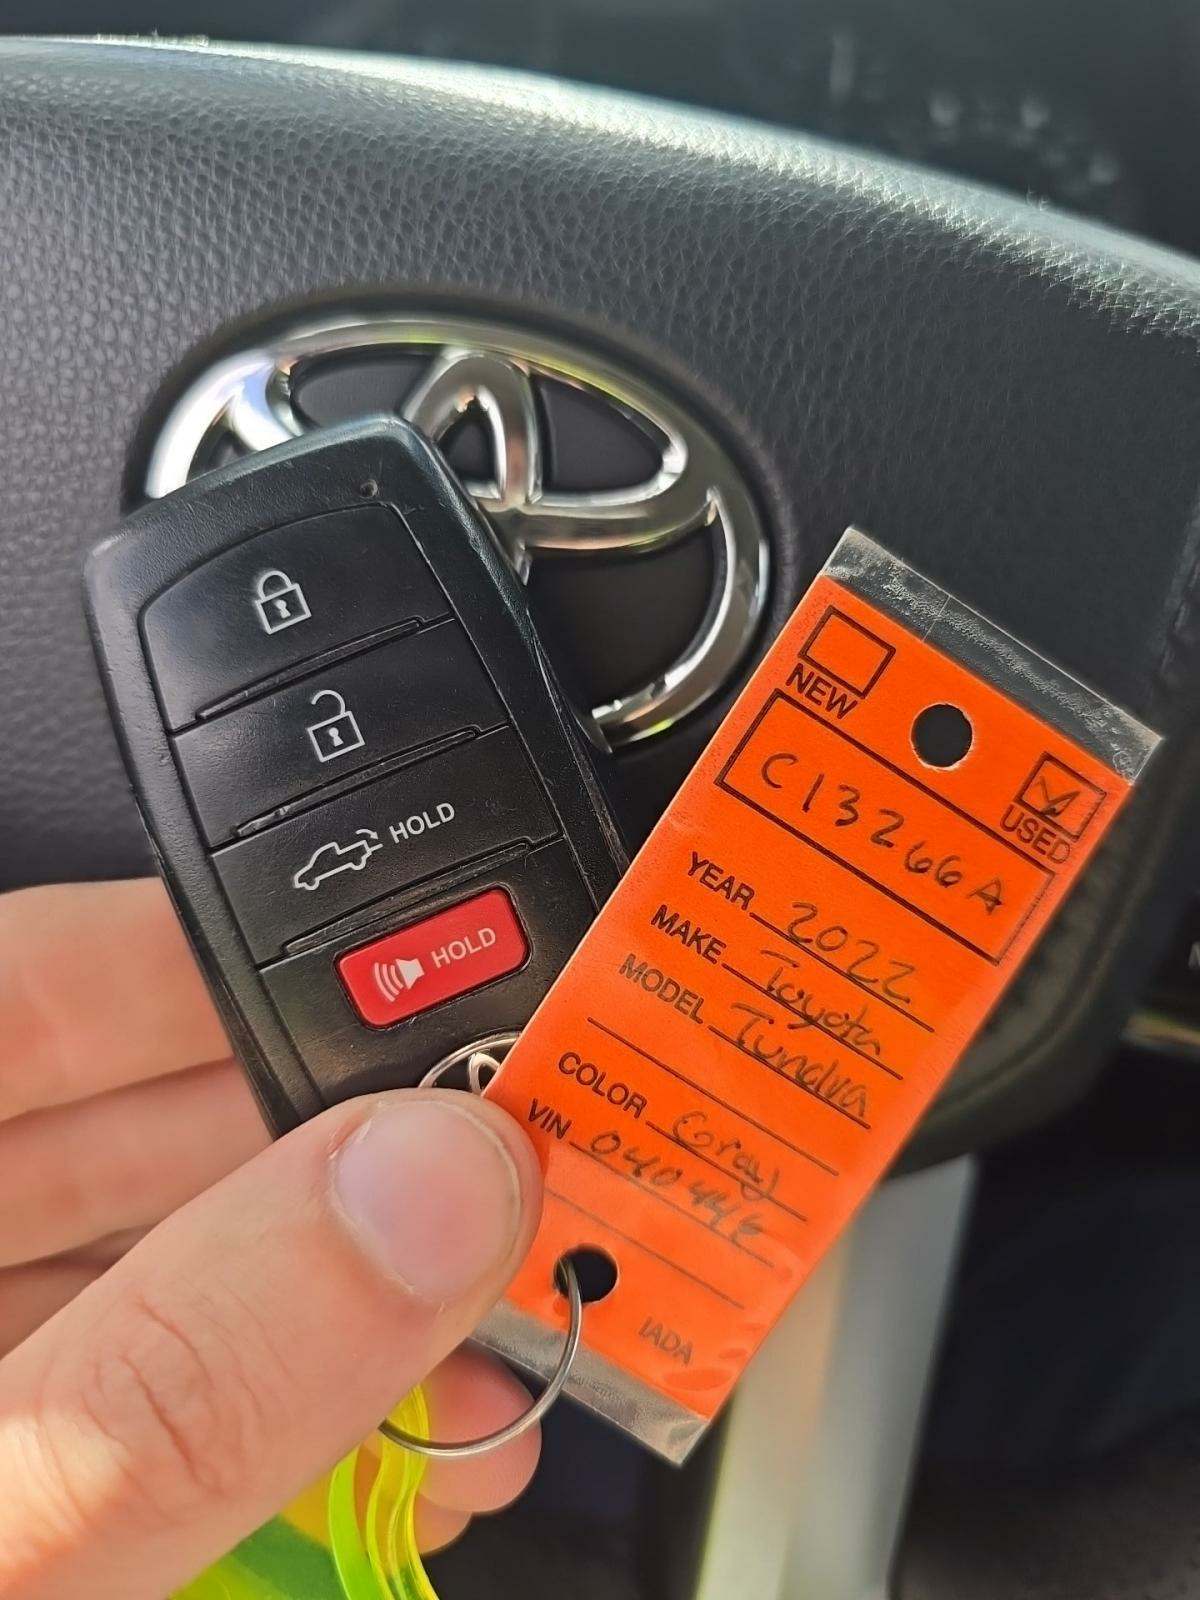 HOLD
HOLD
NEW
USED
C13266A
YEAR 2022
MAKE Toyota
MODEL Tundra
COLOR Gray
VIN 040446
IADA